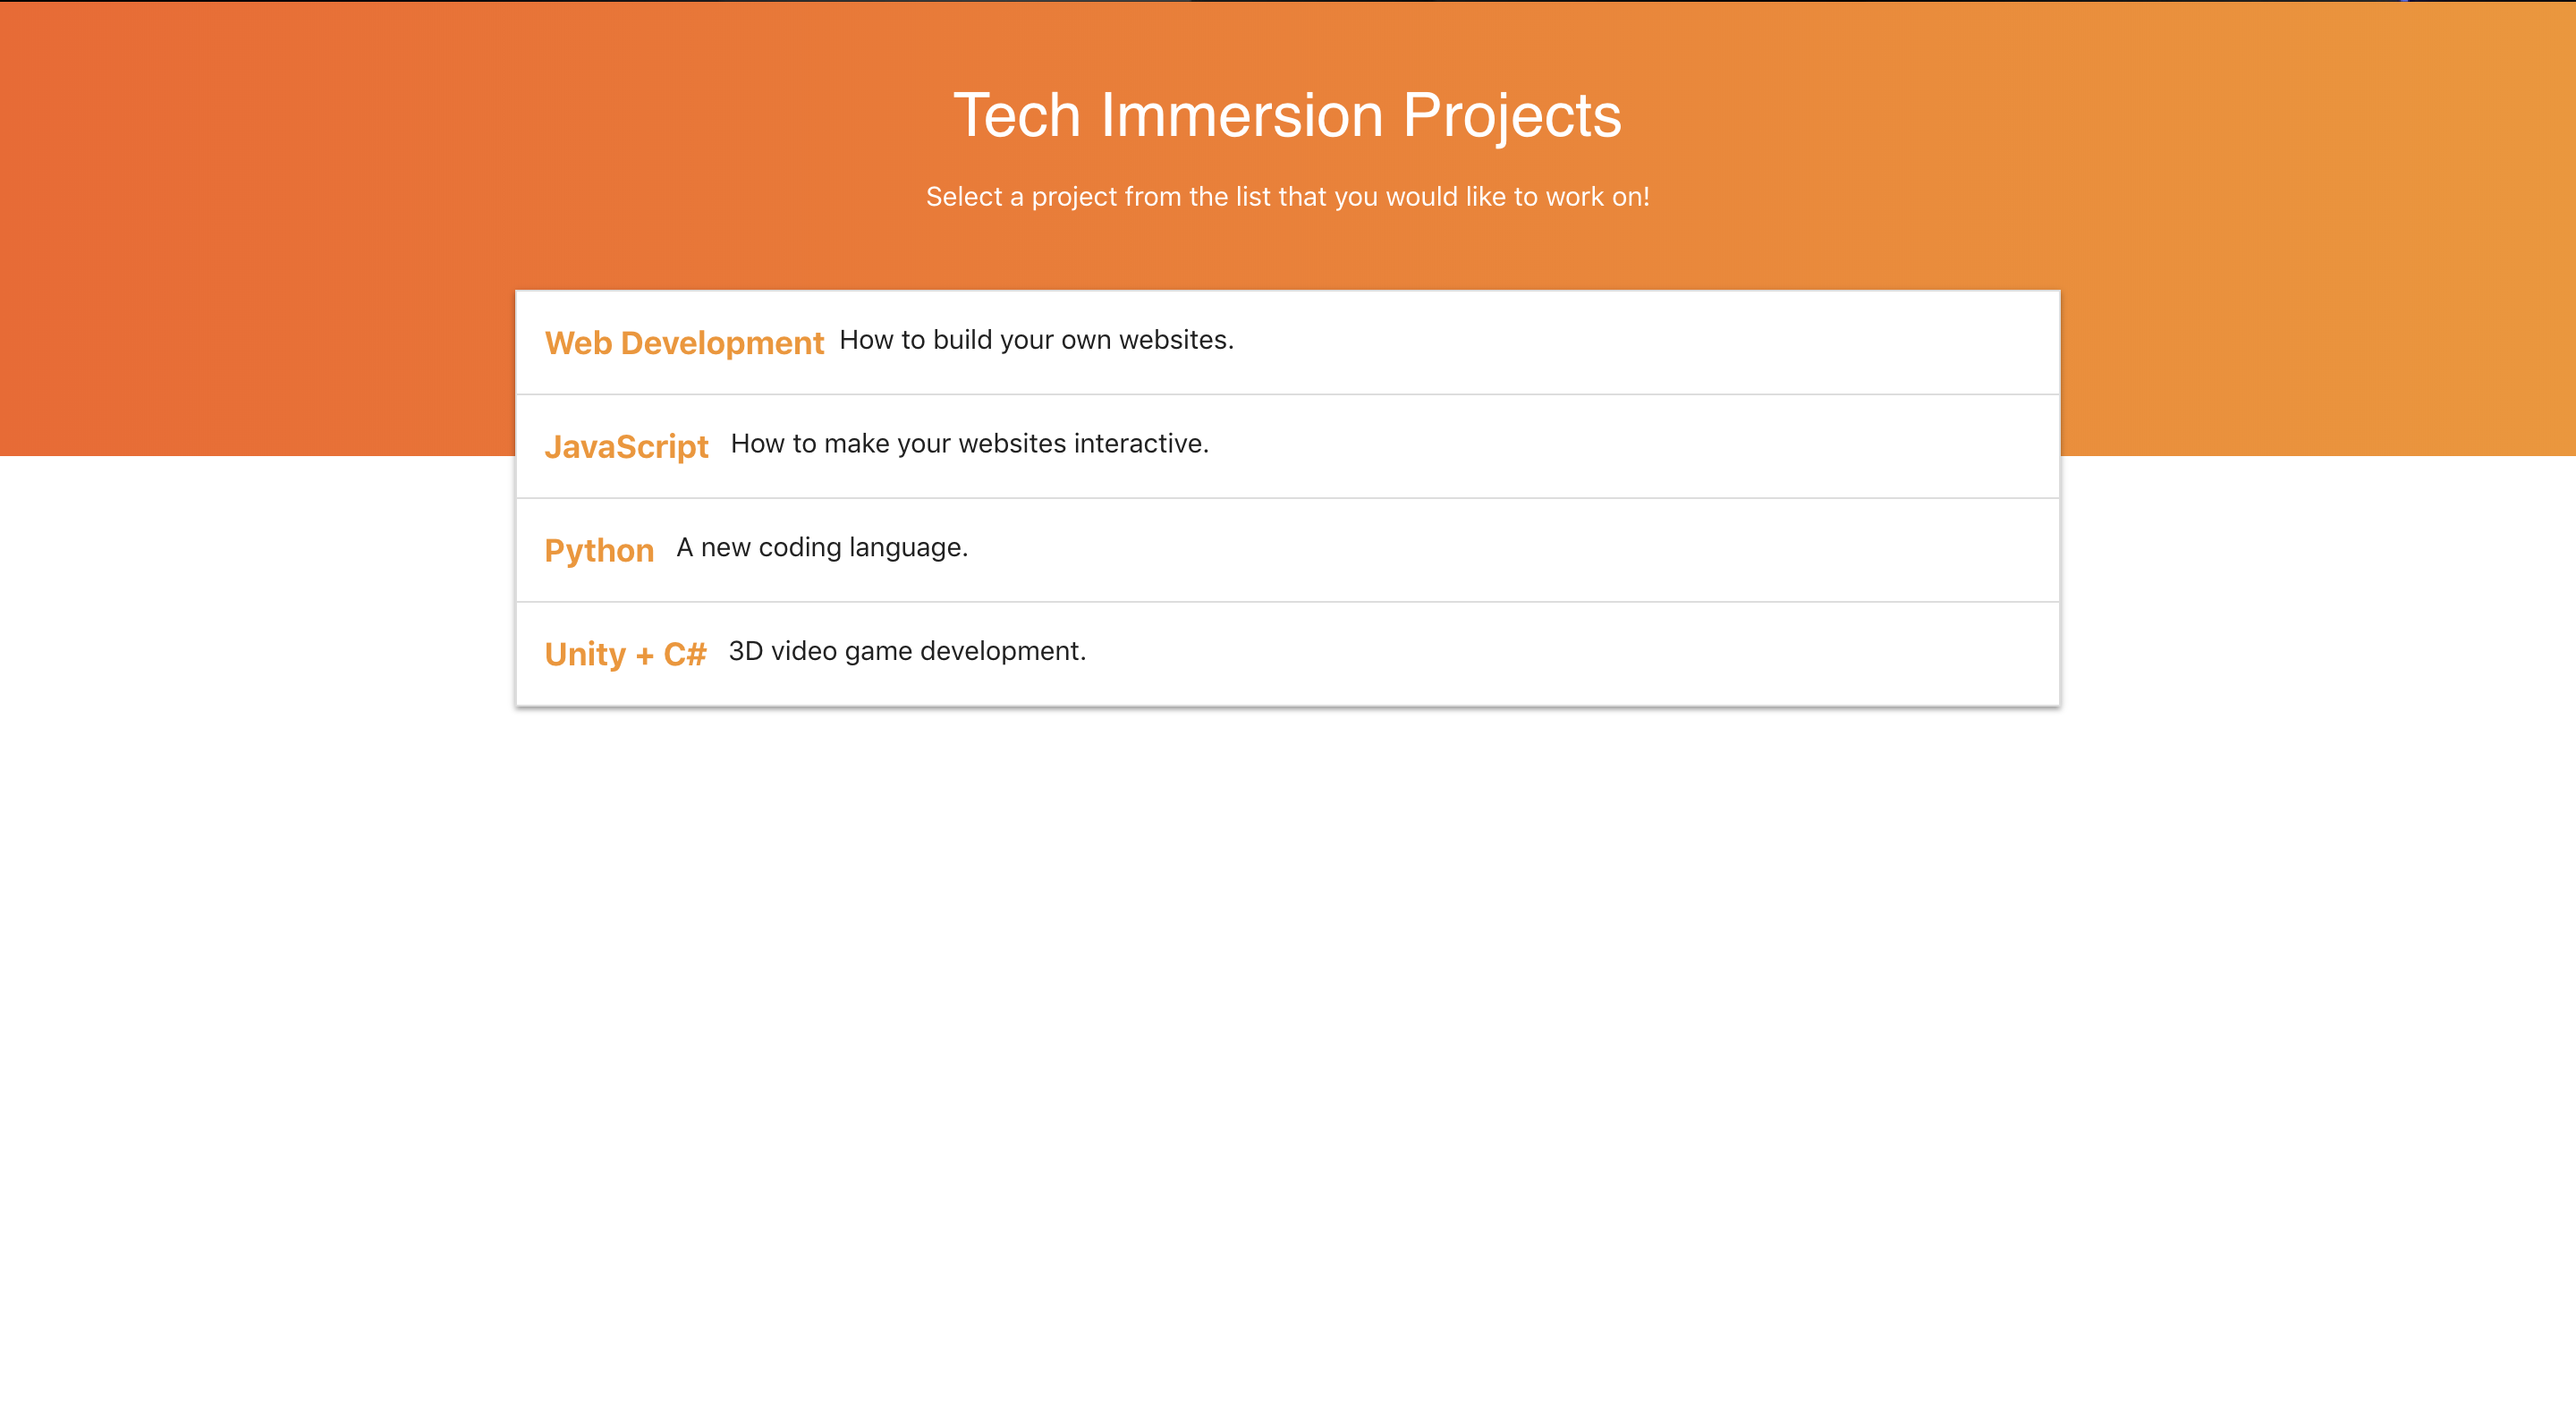 Tech Immersion Projects
Select a project from the list that you would like to work on!
Web Development How to build your own websites.
JavaScript How to make your websites interactive.
Python A new coding language.
Unity + C# 3D video game development.